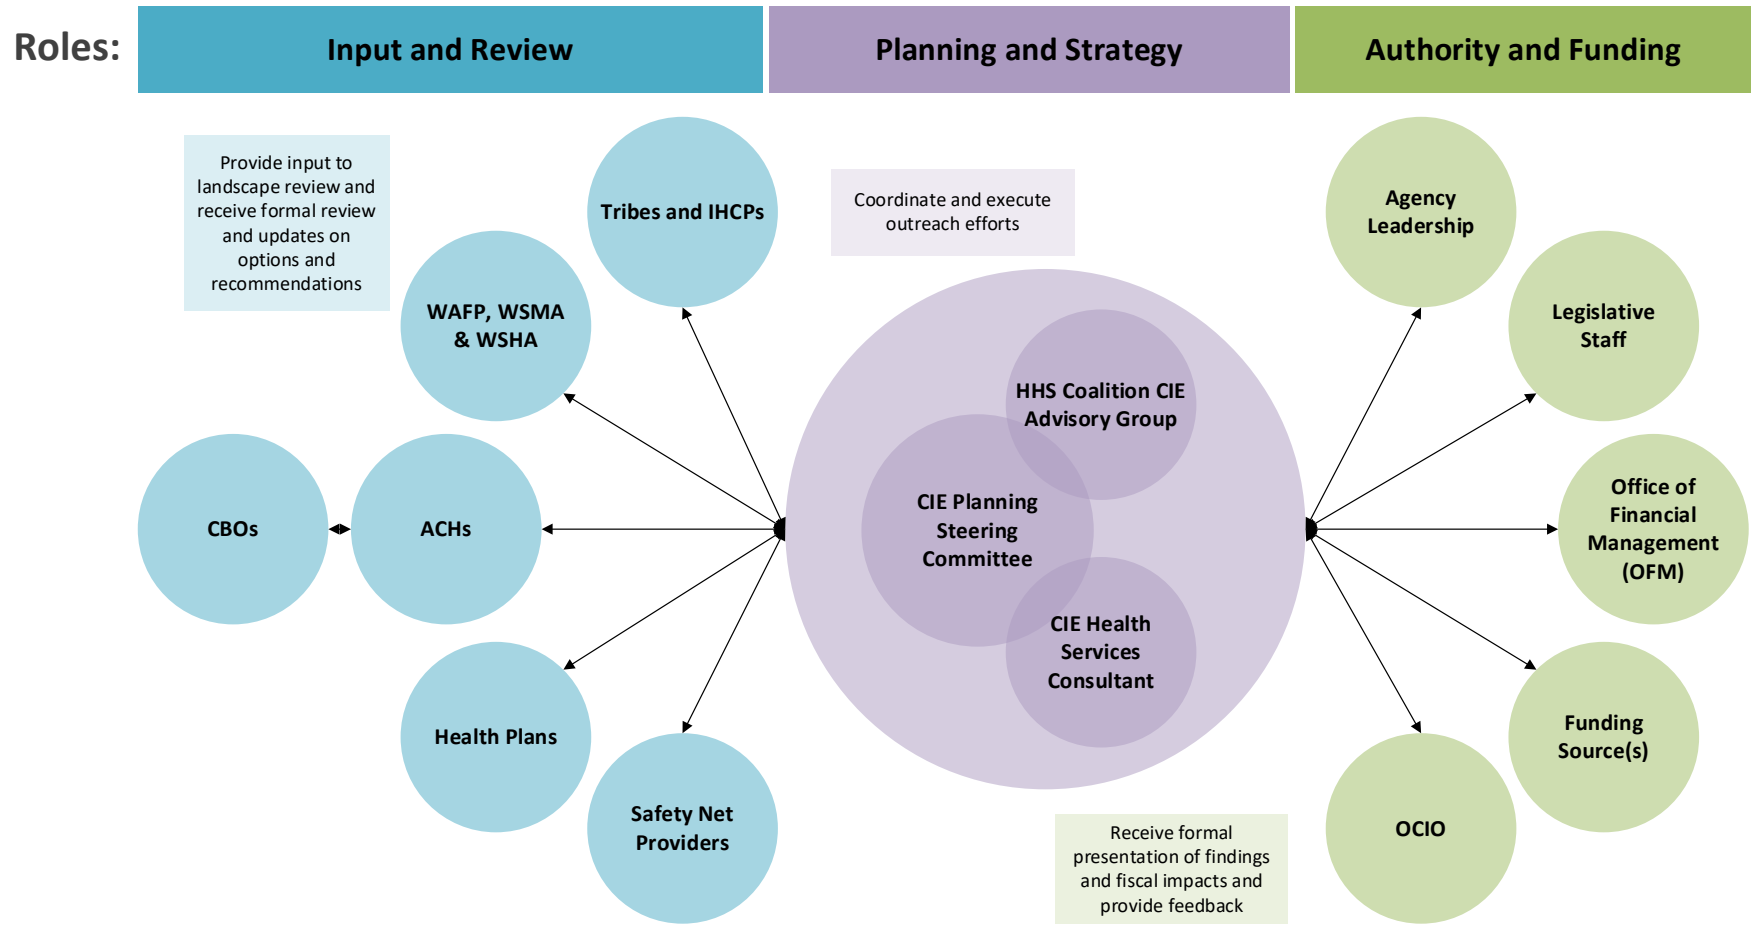 Roles:
Input and Review
Planning and Strategy
Authority and Funding
Provide input to
landscape review and
receive formal review
and updates on
options and
recommendations
Tribes and IHCPs
WAFP, WSMA
& WSHA
CBOs
ACHs
Health Plans
Safety Net
Providers
Coordinate and execute
outreach efforts
HHS Coalition CIE
Advisory Group
CIE Planning
Steering
Committee
CIE Health
Services
Consultant
Receive formal
presentation of findings
and fiscal impacts and
provide feedback
Agency
Leadership
Legislative
Staff
Office of
Financial
Management
(OFM)
Funding
Source(s)
OCIO